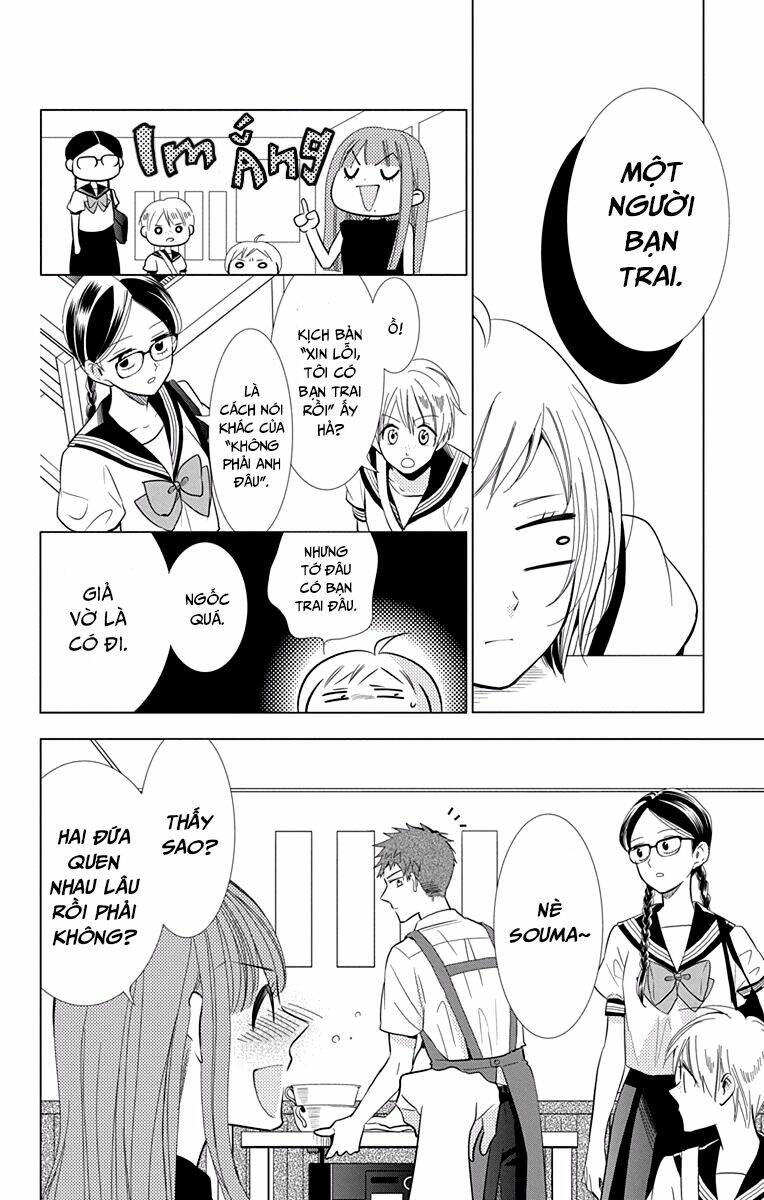 MỘT
NGƯỜI
BẠN
TRAI.
Im ắng
Ồ!
KỊCH BẢN
"XIN LỖI,
TÔI CÓ
BẠN TRAI
RỒI" ẤY
HÀ?
LÀ
CÁCH NÓI
KHÁC CỦA
"KHÔNG
PHẢI ANH
ĐÂU".
NHƯNG
TỚ ĐÂU
CÓ BẠN
TRAI ĐÂU.
NGỐC
QUÁ.
GIẢ
VỜ LÀ
CÓ ĐI.
NÈ
SOUMA~
THẤY
SAO?
HAI ĐỨA
QUEN
NHAU LÂU
RỒI PHẢI
KHÔNG?